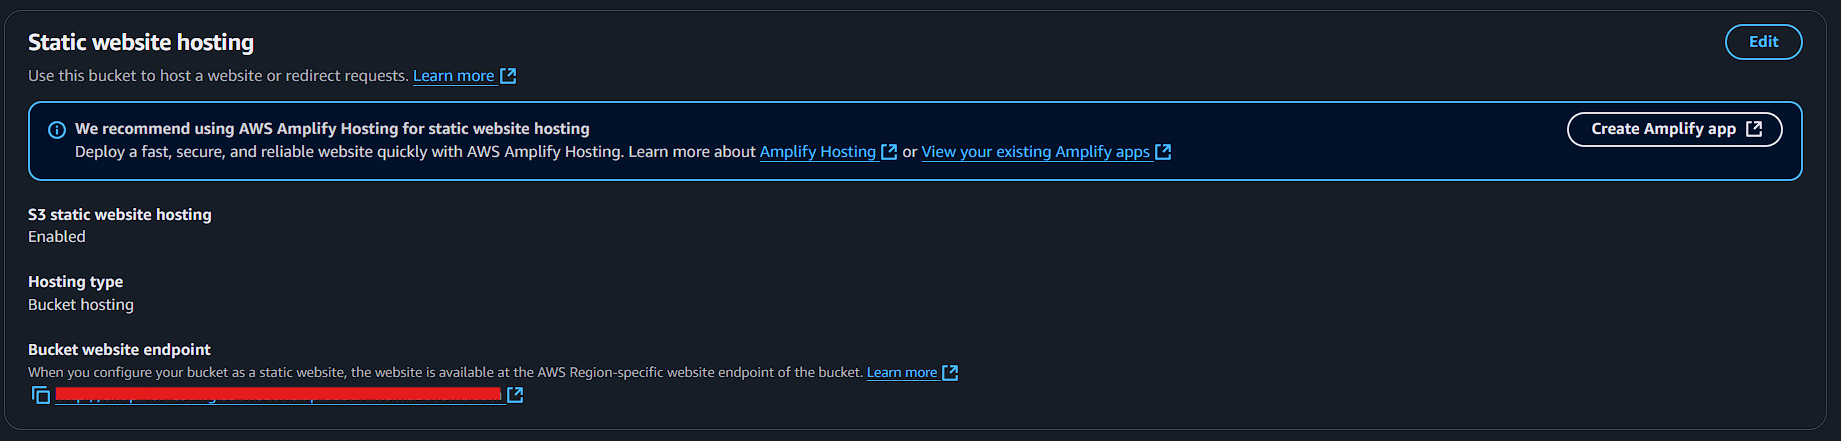 Static website hosting
Edit
Use this bucket to host a website or redirect requests. Learn more
We recommend using AWS Amplify Hosting for static website hosting
Create Amplify app
Deploy a fast, secure, and reliable website quickly with AWS Amplify Hosting. Learn more about Amplify Hosting or View your existing Amplify apps
S3 static website hosting
Enabled
Hosting type
Bucket hosting
Bucket website endpoint
When you configure your bucket as a static website, the website is available at the AWS Region-specific website endpoint of the bucket. Learn more